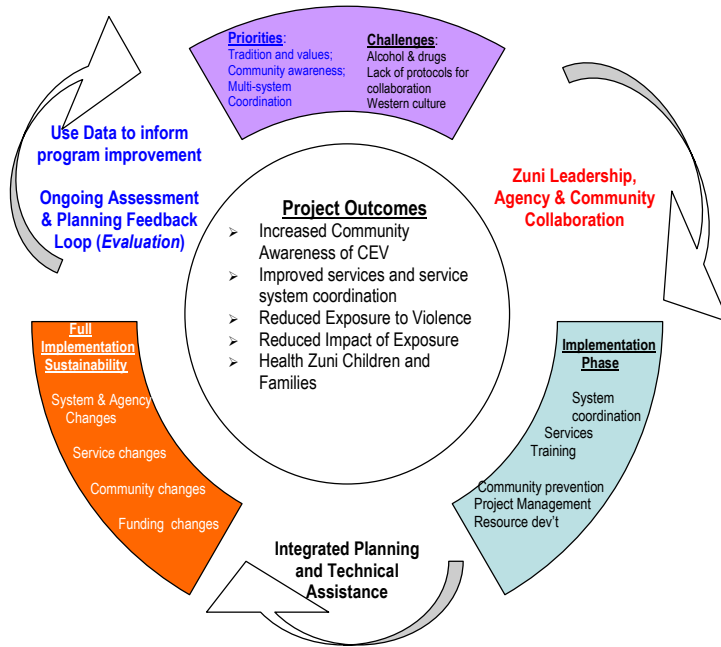 Priorities:
Tradition and values;
Community awareness;
Multi-system
Coordination
Challenges:
Alcohol & drugs
Lack of protocols for
collaboration
Western culture
Use Data to inform
program improvement
Ongoing Assessment
& Planning Feedback
Loop (Evaluation)
Zuni Leadership,
Agency & Community
Collaboration
Project Outcomes
➢ Increased Community
Awareness of CEV
➢ Improved services and service
system coordination
➢ Reduced Exposure to Violence
➢ Reduced Impact of Exposure
➢ Health Zuni Children and
Families
Full
Implementation
Sustainability
System & Agency
Changes
Service changes
Community changes
Funding changes
Implementation
Phase
System
coordination
Services
Training
Community prevention
Project Management
Resource dev't
Integrated Planning
and Technical
Assistance